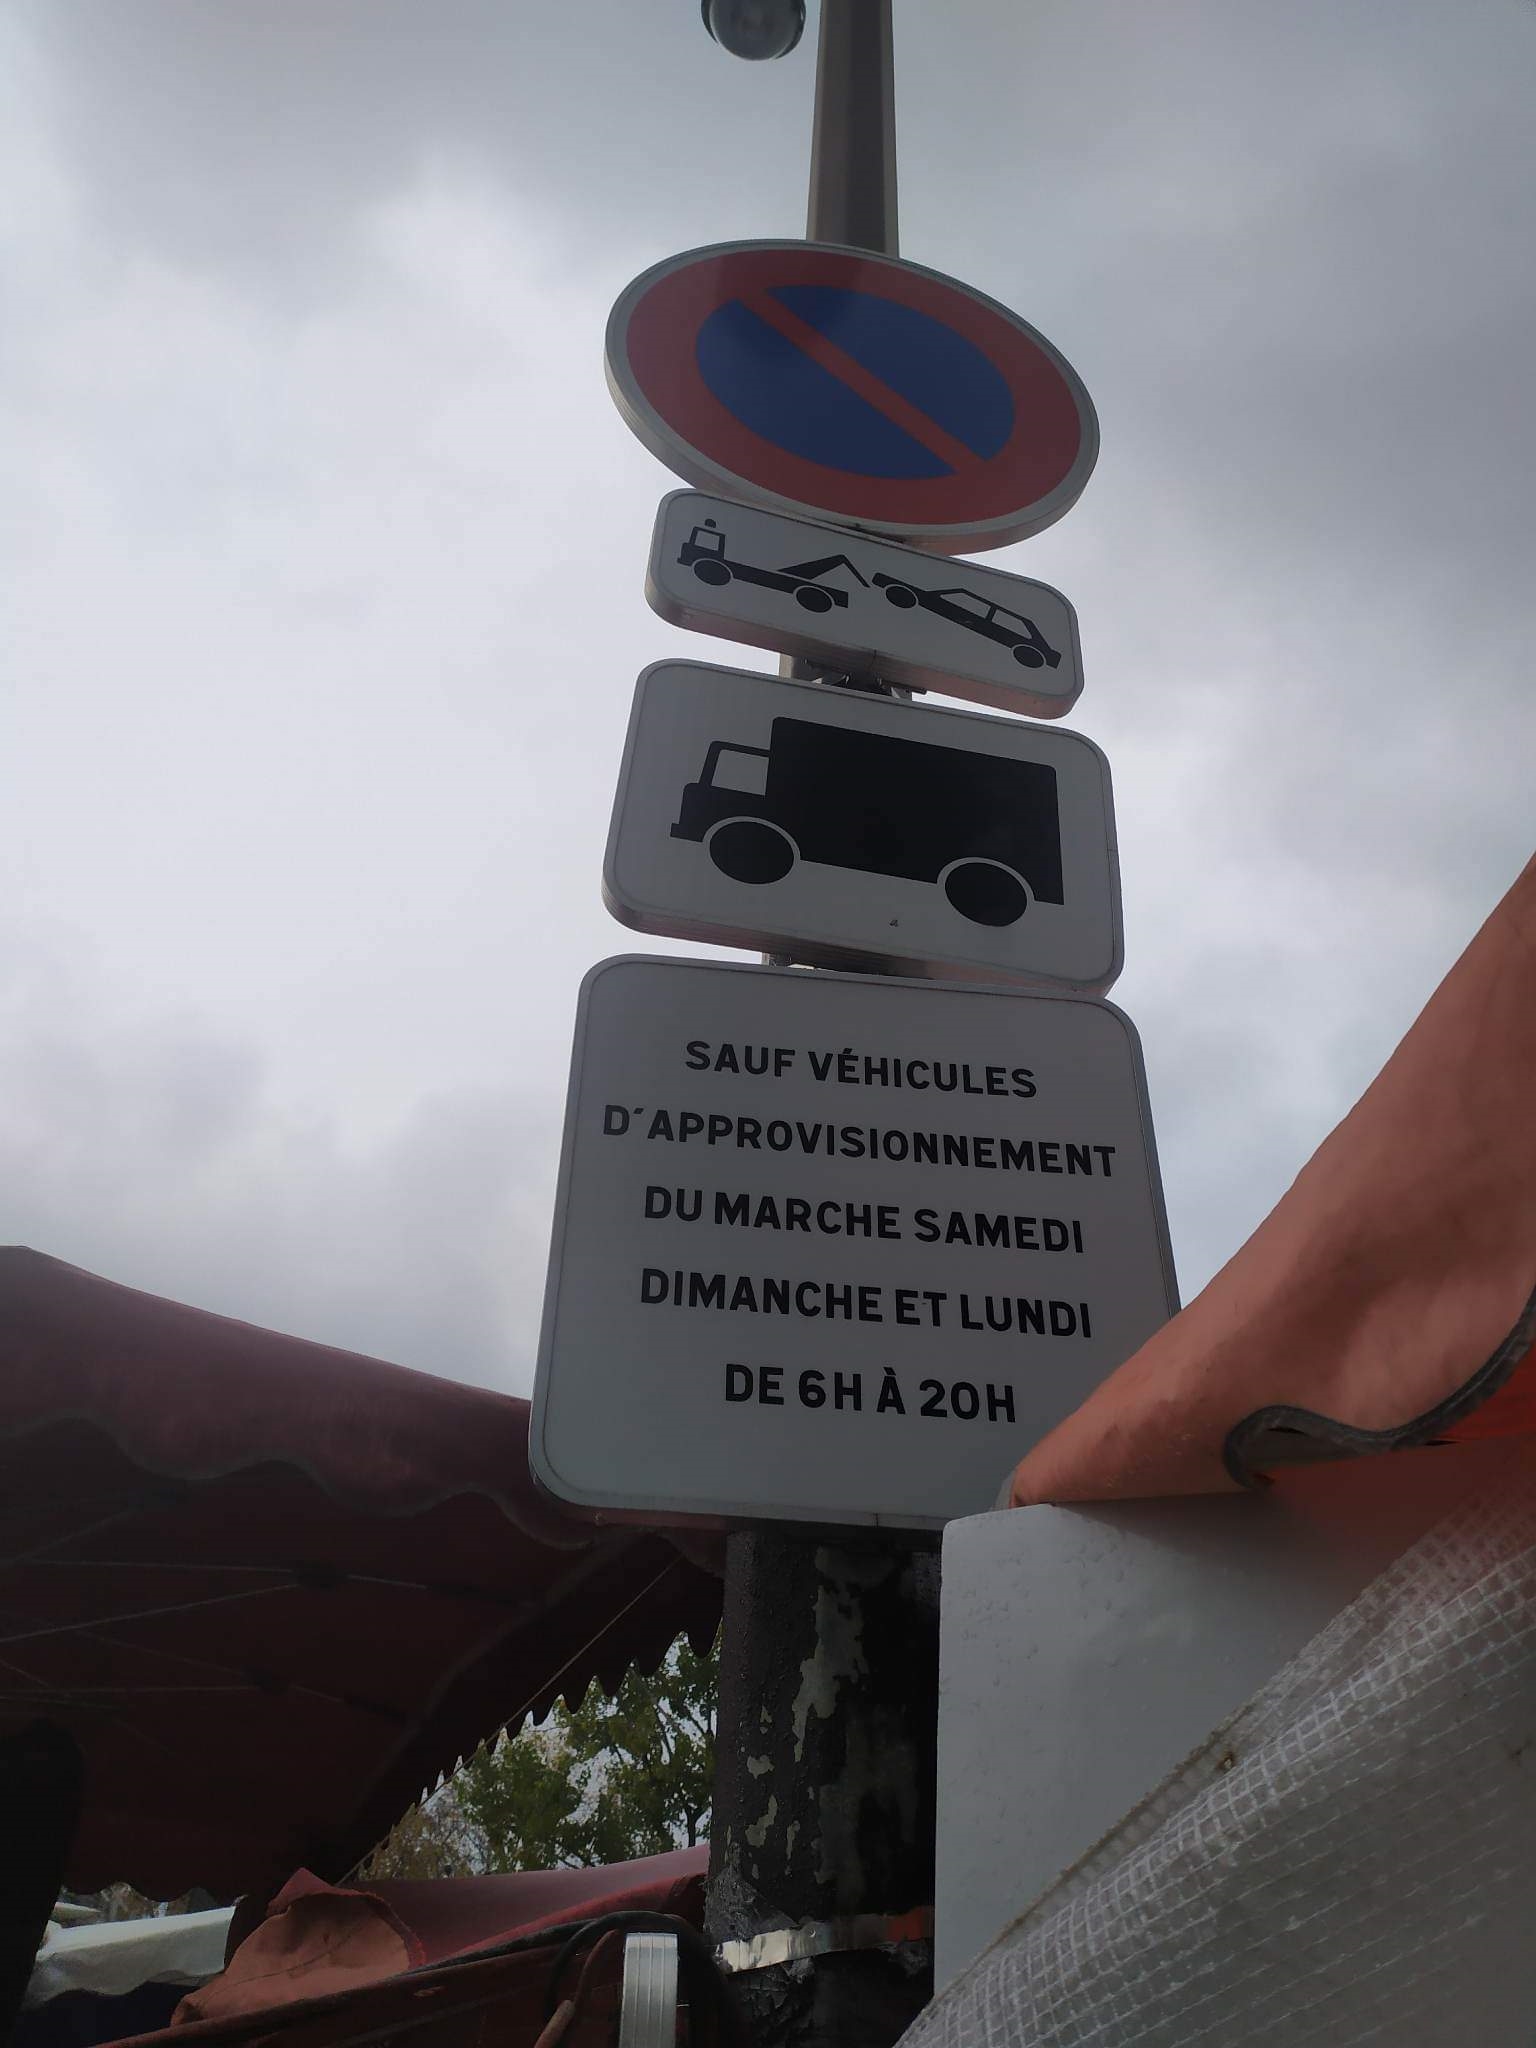 SAUF VÉHICULES
D'APPROVISIONNEMENT
DU MARCHE SAMEDI
DIMANCHE ET LUNDI
DE 6H À 20H